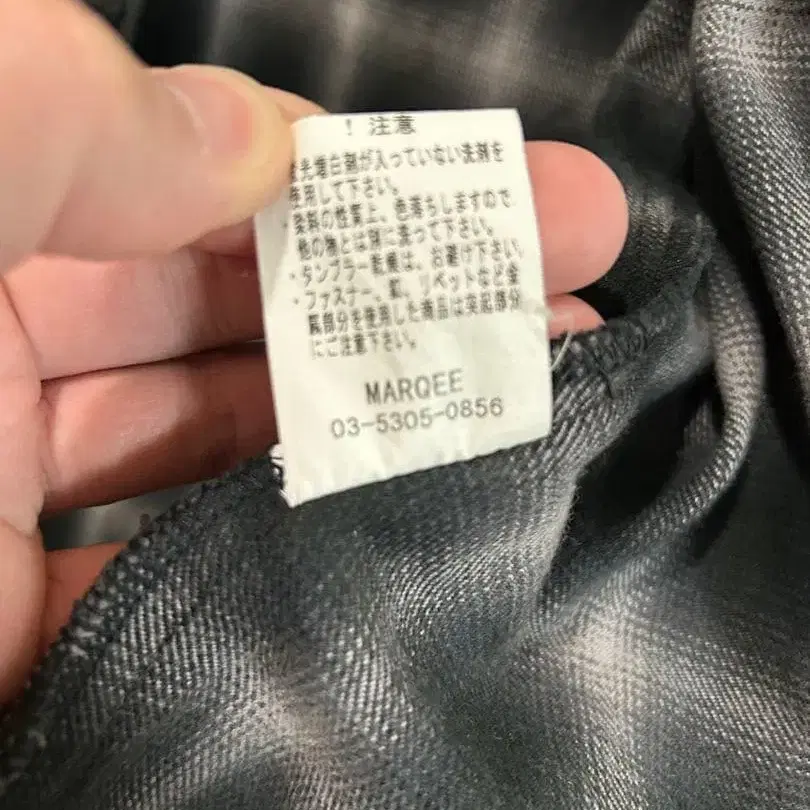 ! 注意
蛍光増白剤が入っていない洗剤を
使用して下さい。
・染料の性質上、色落ちしますので
他の物とは別に洗って下さい。
・タンブラー乾燥は、お避け下さい。
・ファスナー、釦、リベットなど金
属部分を使用した商品は突起部分
にご注意下さい。
MARQEE
03-5305-0856